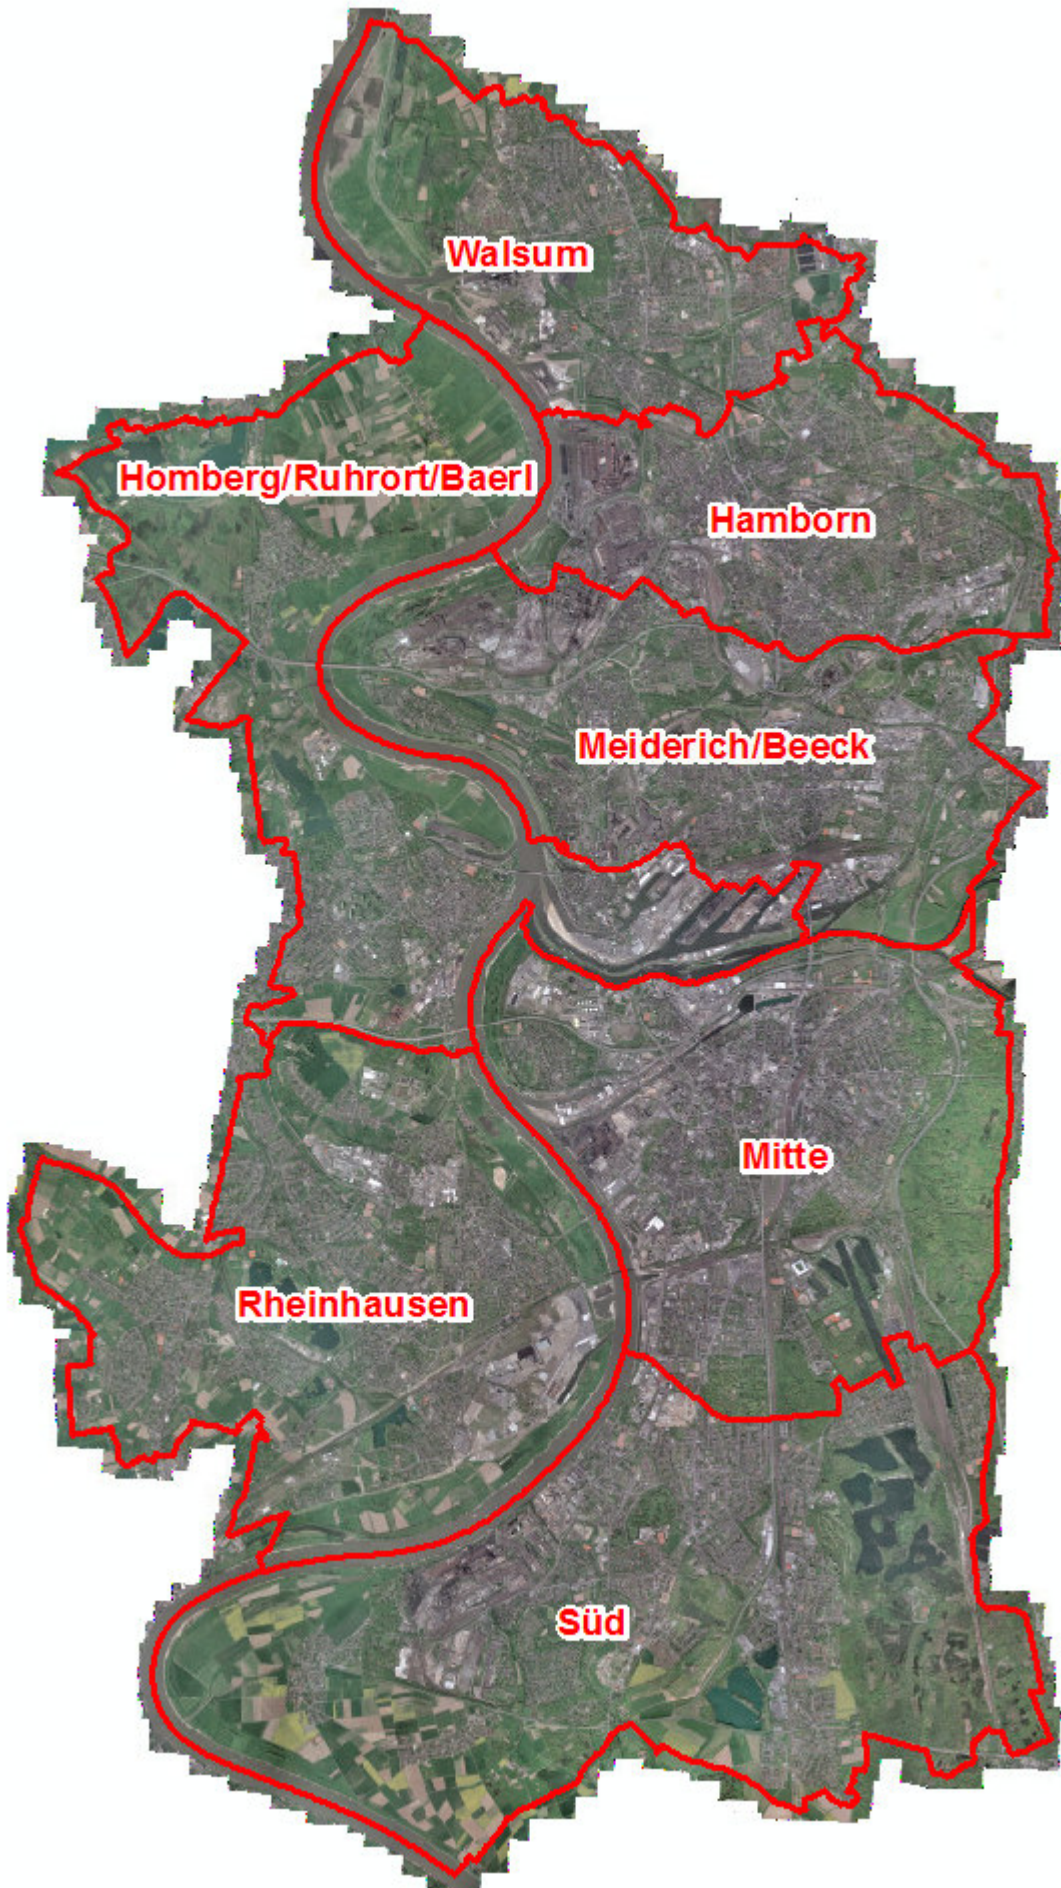 Walsum
Homberg/Ruhrort/Baerl
Hamborn
Meiderich/Beeck
Mitte
Rheinhausen
Süd